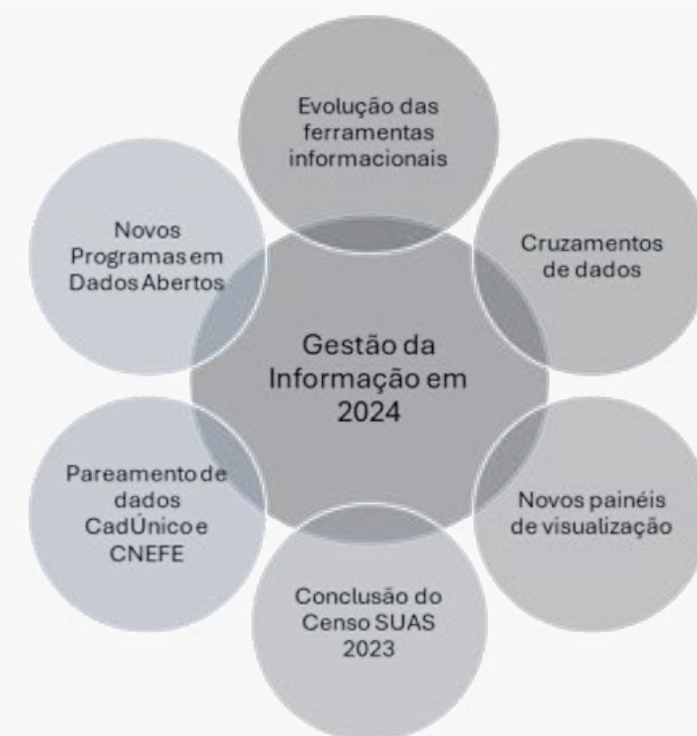 Evolução das
ferramentas
informacionais
Cruzamentos
de dados
Novos painéis
de visualização
Conclusão do
Censo SUAS
2023
Pareamento de
dados
CadÚnico e
CNEFE
Novos
Programas em
Dados Abertos
Gestão da
Informação em
2024